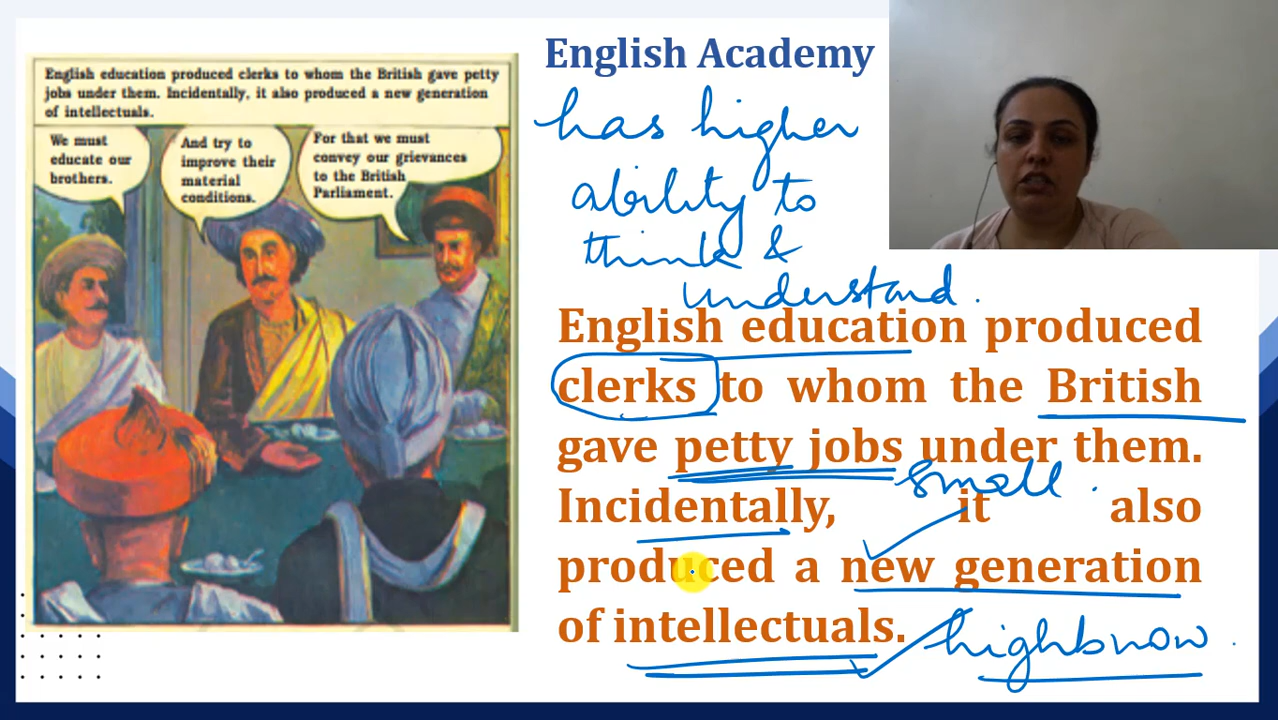 English education produced clerks to whom the British gave petty
jobs under them. Incidentally, it also produced a new generation
of intellectuals.
We must
educate our
brothers.
And try to
improve their
material
conditions.
For that we must
convey our grievances
to the British
Parliament.
English Academy
has higher
ability to
think &
understand.
English education produced
clerks to whom the British
gave petty jobs under them.
small
Incidentally, it also
produced a new generation
of intellectuals.
highbrow